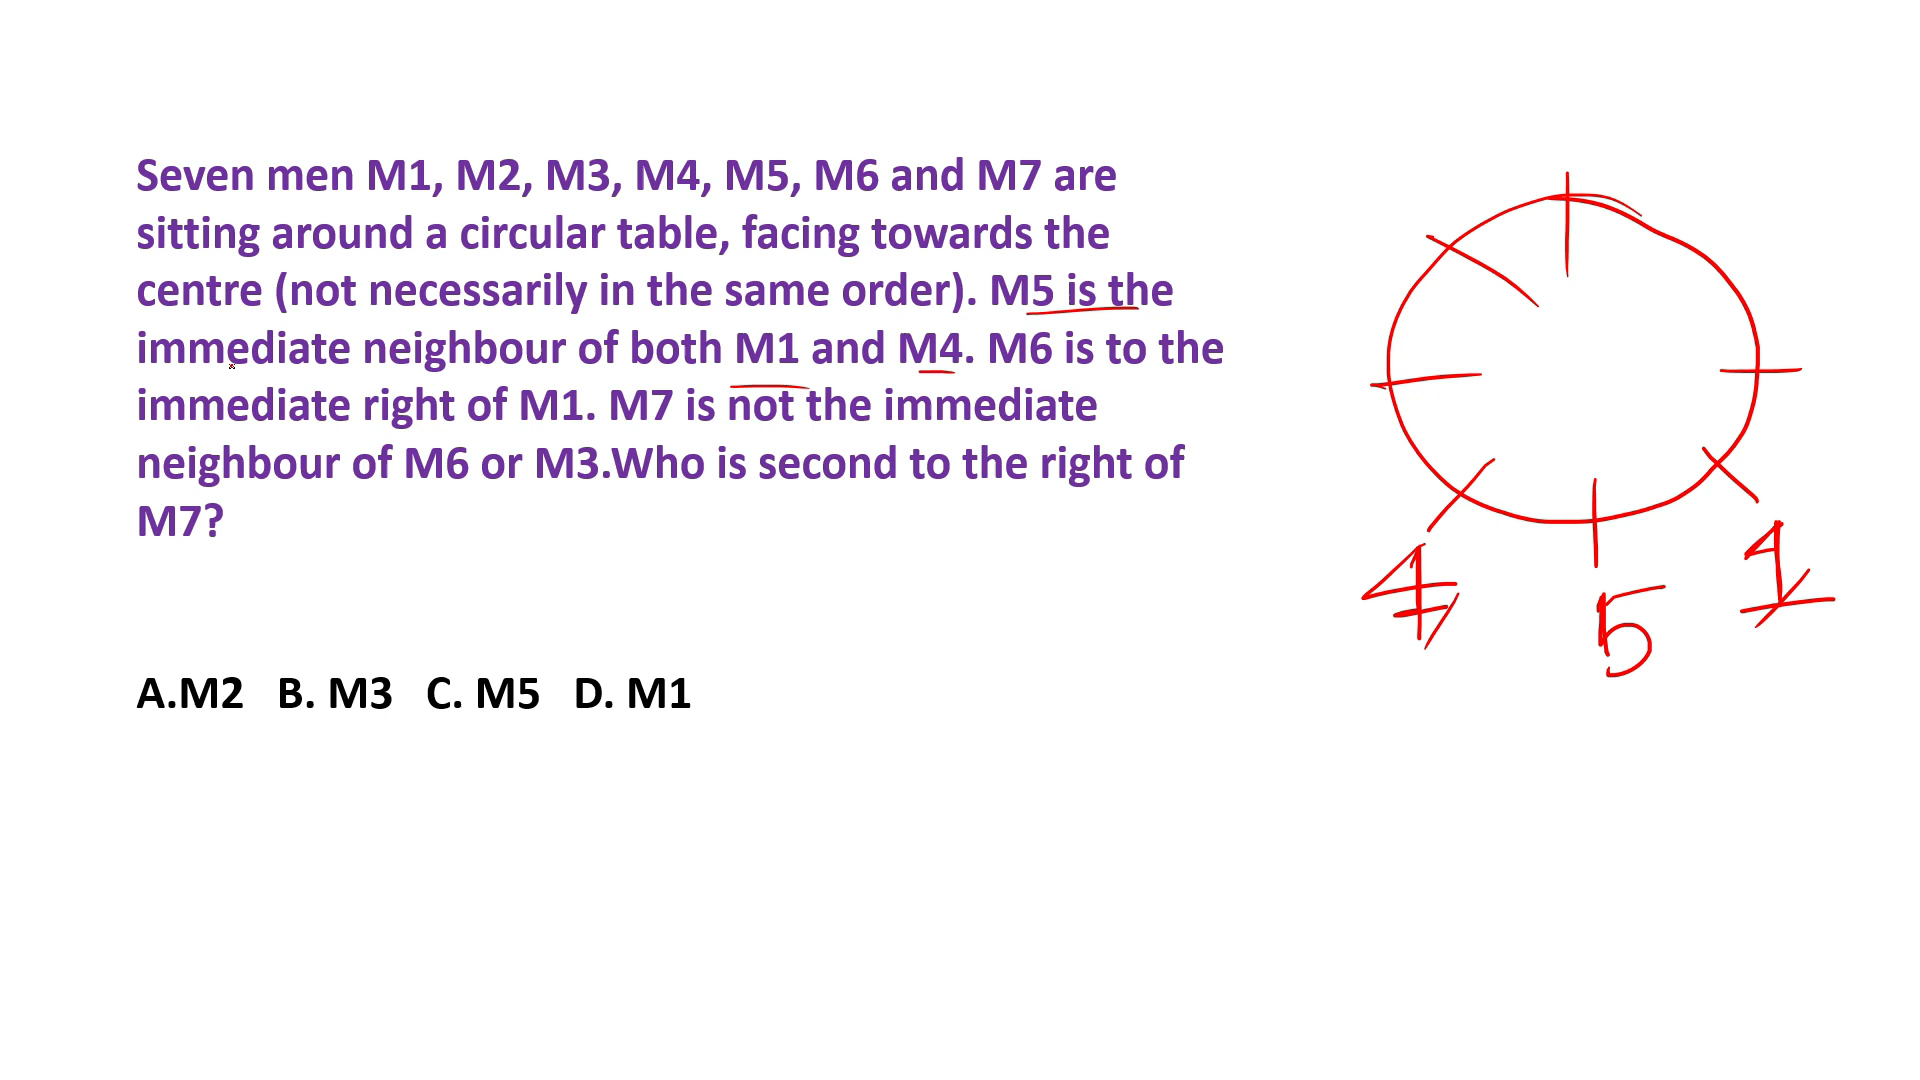 Seven men M1, M2, M3, M4, M5, M6 and M7 are
sitting around a circular table, facing towards the
centre (not necessarily in the same order). M5 is the
immediate neighbour of both M1 and M4. M6 is to the
immediate right of M1. M7 is not the immediate
neighbour of M6 or M3.Who is second to the right of
M7?
4 5 1
A.M2 B. M3 C. M5 D. M1